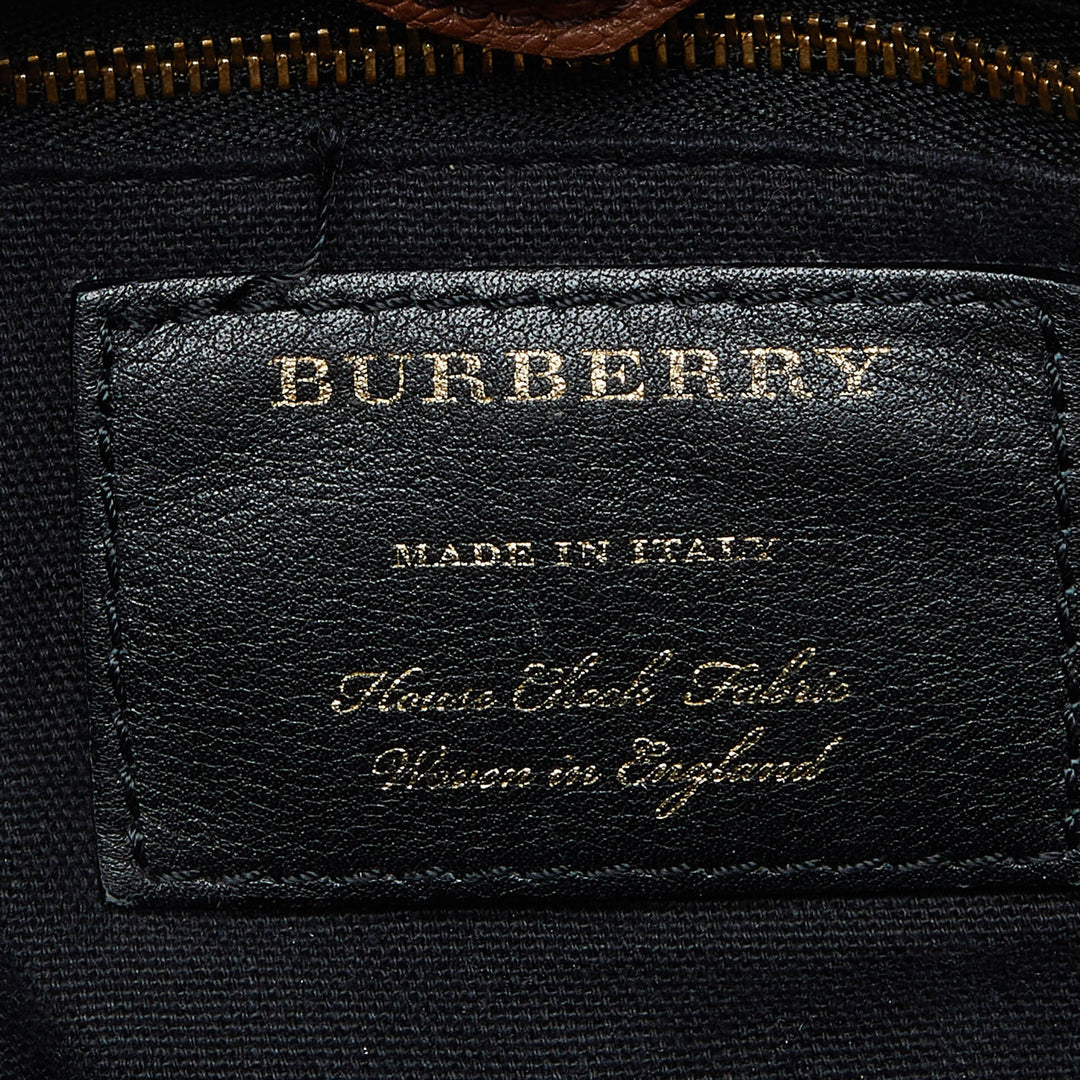 BURBERRY
MADE IN ITALY
House Check Fabric
Woven in England